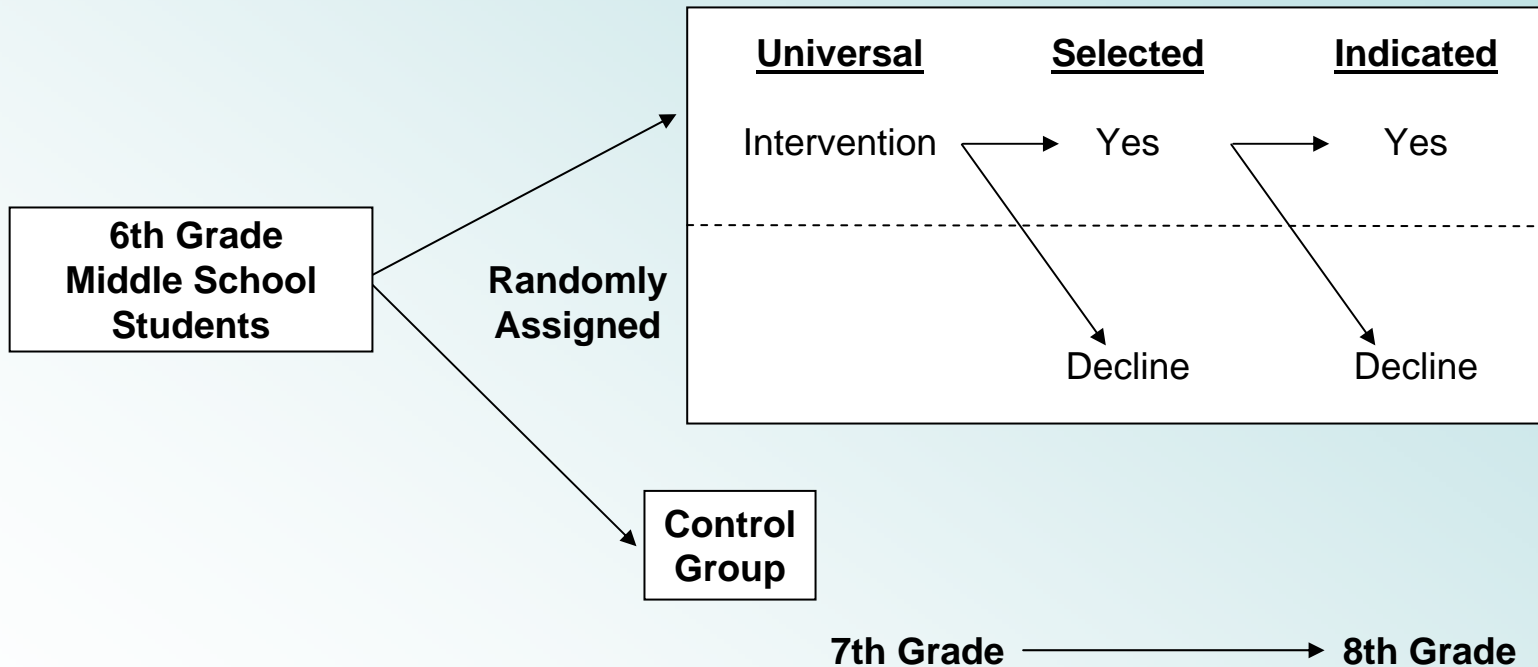 Universal Selected Indicated
Intervention Yes Yes
6th Grade
Middle School
Students
Randomly
Assigned
Decline Decline
Control
Group
7th Grade 8th Grade